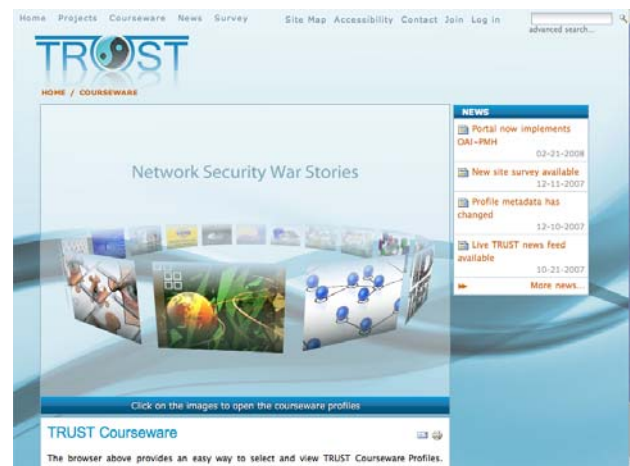 Home Projects Courseware News Survey
Site Map Accessibility Contact Join Log in
advanced search...
TRUST
HOME / COURSEWARE
Network Security War Stories
Click on the images to open the courseware profiles
NEWS
Portal now implements
OAI-PMH
02-21-2008
New site survey available
12-11-2007
Profile metadata has
changed
12-10-2007
Live TRUST news feed
available
10-21-2007
More news...
TRUST Courseware
The browser above provides an easy way to select and view TRUST Courseware Profiles.